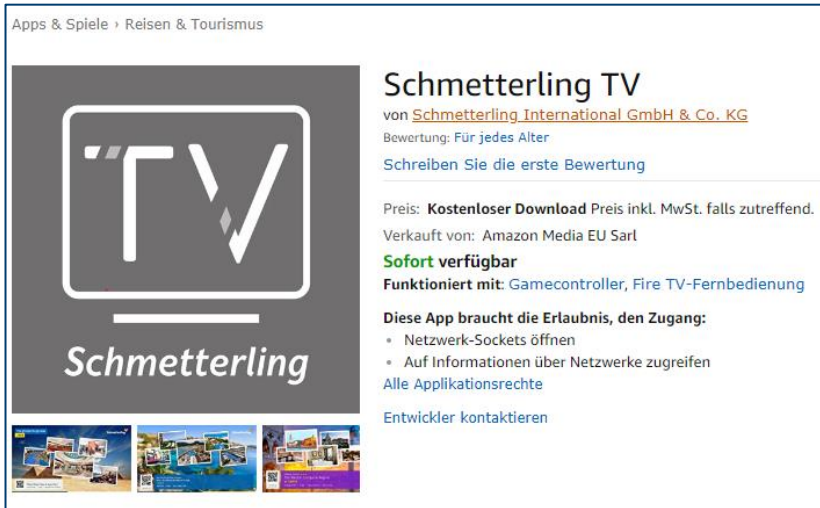 Apps & Spiele › Reisen & Tourismus
TV
Schmetterling
Schmetterling TV
von Schmetterling International GmbH & Co. KG
Bewertung: Für jedes Alter
Schreiben Sie die erste Bewertung
Preis: Kostenloser Download Preis inkl. MwSt. falls zutreffend.
Verkauft von: Amazon Media EU Sarl
Sofort verfügbar
Funktioniert mit: Gamecontroller, Fire TV-Fernbedienung
Diese App braucht die Erlaubnis, den Zugang:
• Netzwerk-Sockets öffnen
• Auf Informationen über Netzwerke zugreifen
Alle Applikationsrechte
Entwickler kontaktieren